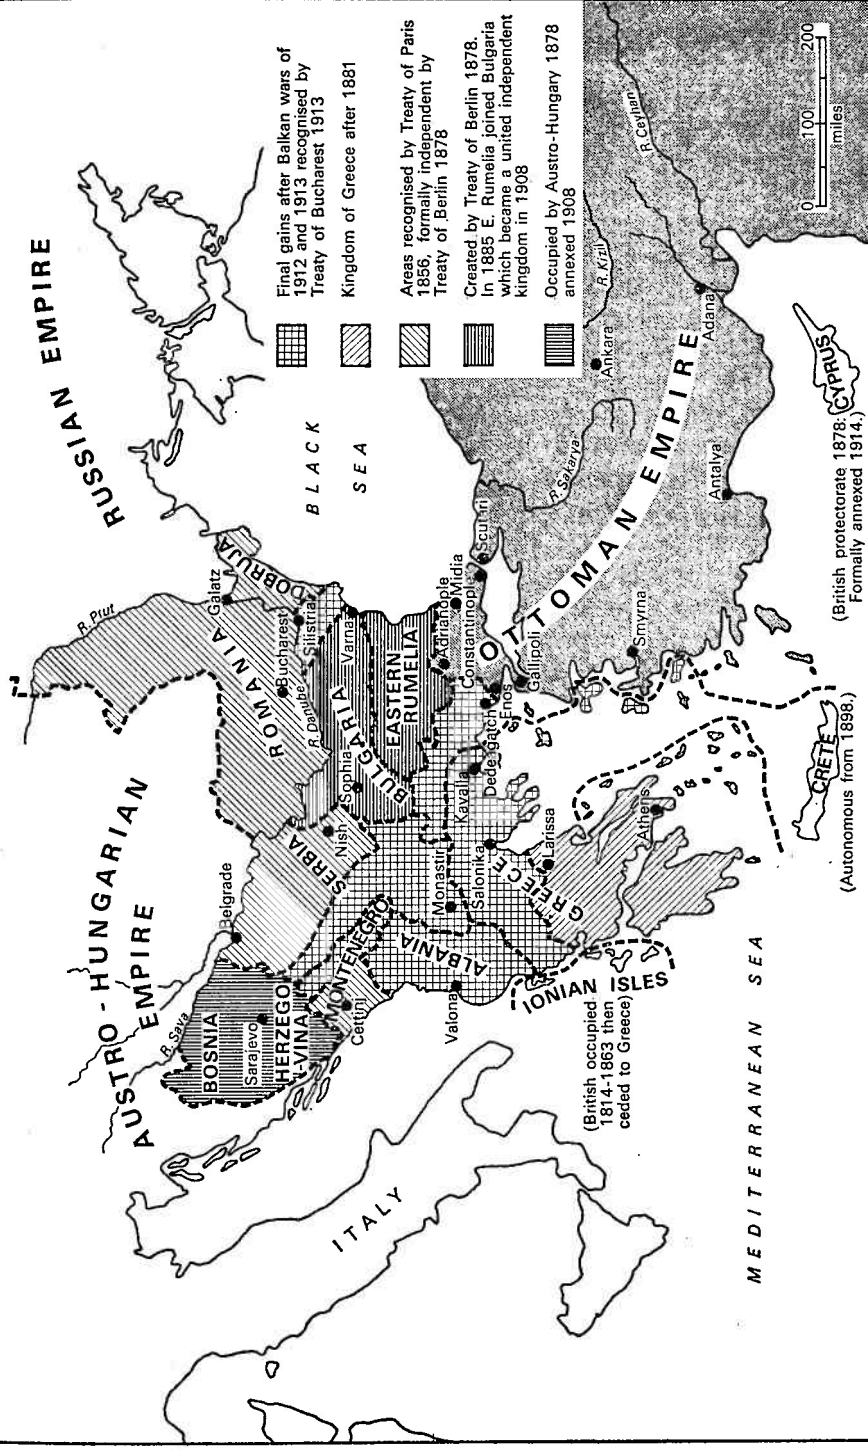 RUSSIAN EMPIRE
AUSTRO-HUNGARIAN
EMPIRE
BLACK
SEA
Final gains after Balkan wars of
1912 and 1913 recognised by
Treaty of Bucharest 1913
Kingdom of Greece after 1881
Areas recognised by Treaty of Paris
1856, formally independent by
Treaty of Berlin 1878
Created by Treaty of Berlin 1878.
In 1885 E. Rumelia joined Bulgaria
which became a united independent
kingdom in 1908
Occupied by Austro-Hungary 1878
annexed 1908
R. Prut
Galatz
DOBRUJA
ROMANIA
Bucharest
Silistria
R. Danube
Varna
BULGARIA
Sophia
EASTERN
RUMELIA
Belgrade
SERBIA
Nish
R. Sava
BOSNIA
Sarajevo
HERZEGO
-VINA
MONTENEGRO
Cettinj
ALBANIA
Valona
Monastir
Salonika
Kavalla
Dedeagatch
Enos
Adrianople
Midia
Constantinople
Scutari
Gallipoli
OTTOMAN EMPIRE
R. Sakarya
Ankara
R. Kizil
R. Ceyhan
Adana
Antalya
Smyrna
GREECE
Larissa
Athens
IONIAN ISLES
(British occupied
1814-1863 then
ceded to Greece)
ITALY
MEDITERRANEAN SEA
CRETE
(Autonomous from 1898.)
CYPRUS
(British protectorate 1878;
Formally annexed 1914.)
0 100 200
miles